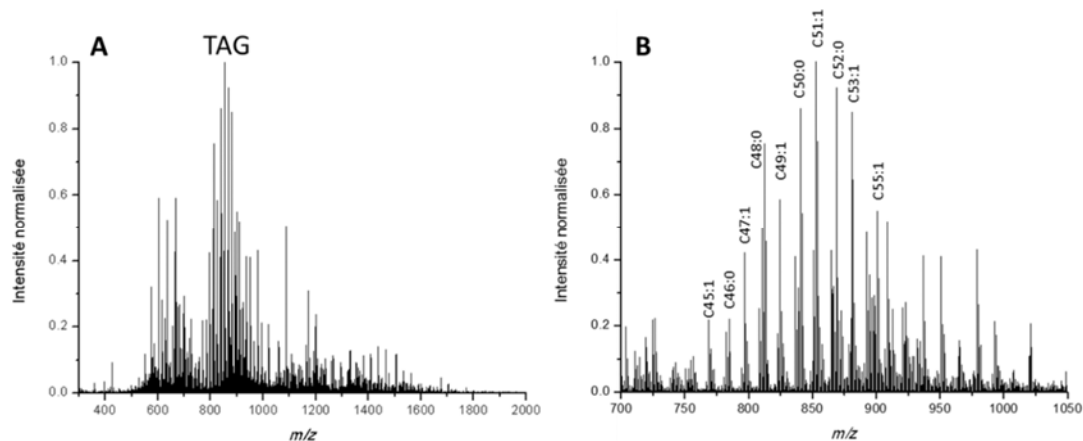 A
TAG
1.0
0.8
0.6
0.4
0.2
0.0
Intensité normalisée
400
600
800
1000
1200
1400
1600
1800
2000
m/z
B
1.0
0.8
0.6
0.4
0.2
0.0
Intensité normalisée
C45:1
C46:0
C47:1
C48:0
C49:1
C50:0
C51:1
C52:0
C53:1
C55:1
700
750
800
850
900
950
1000
1050
m/z